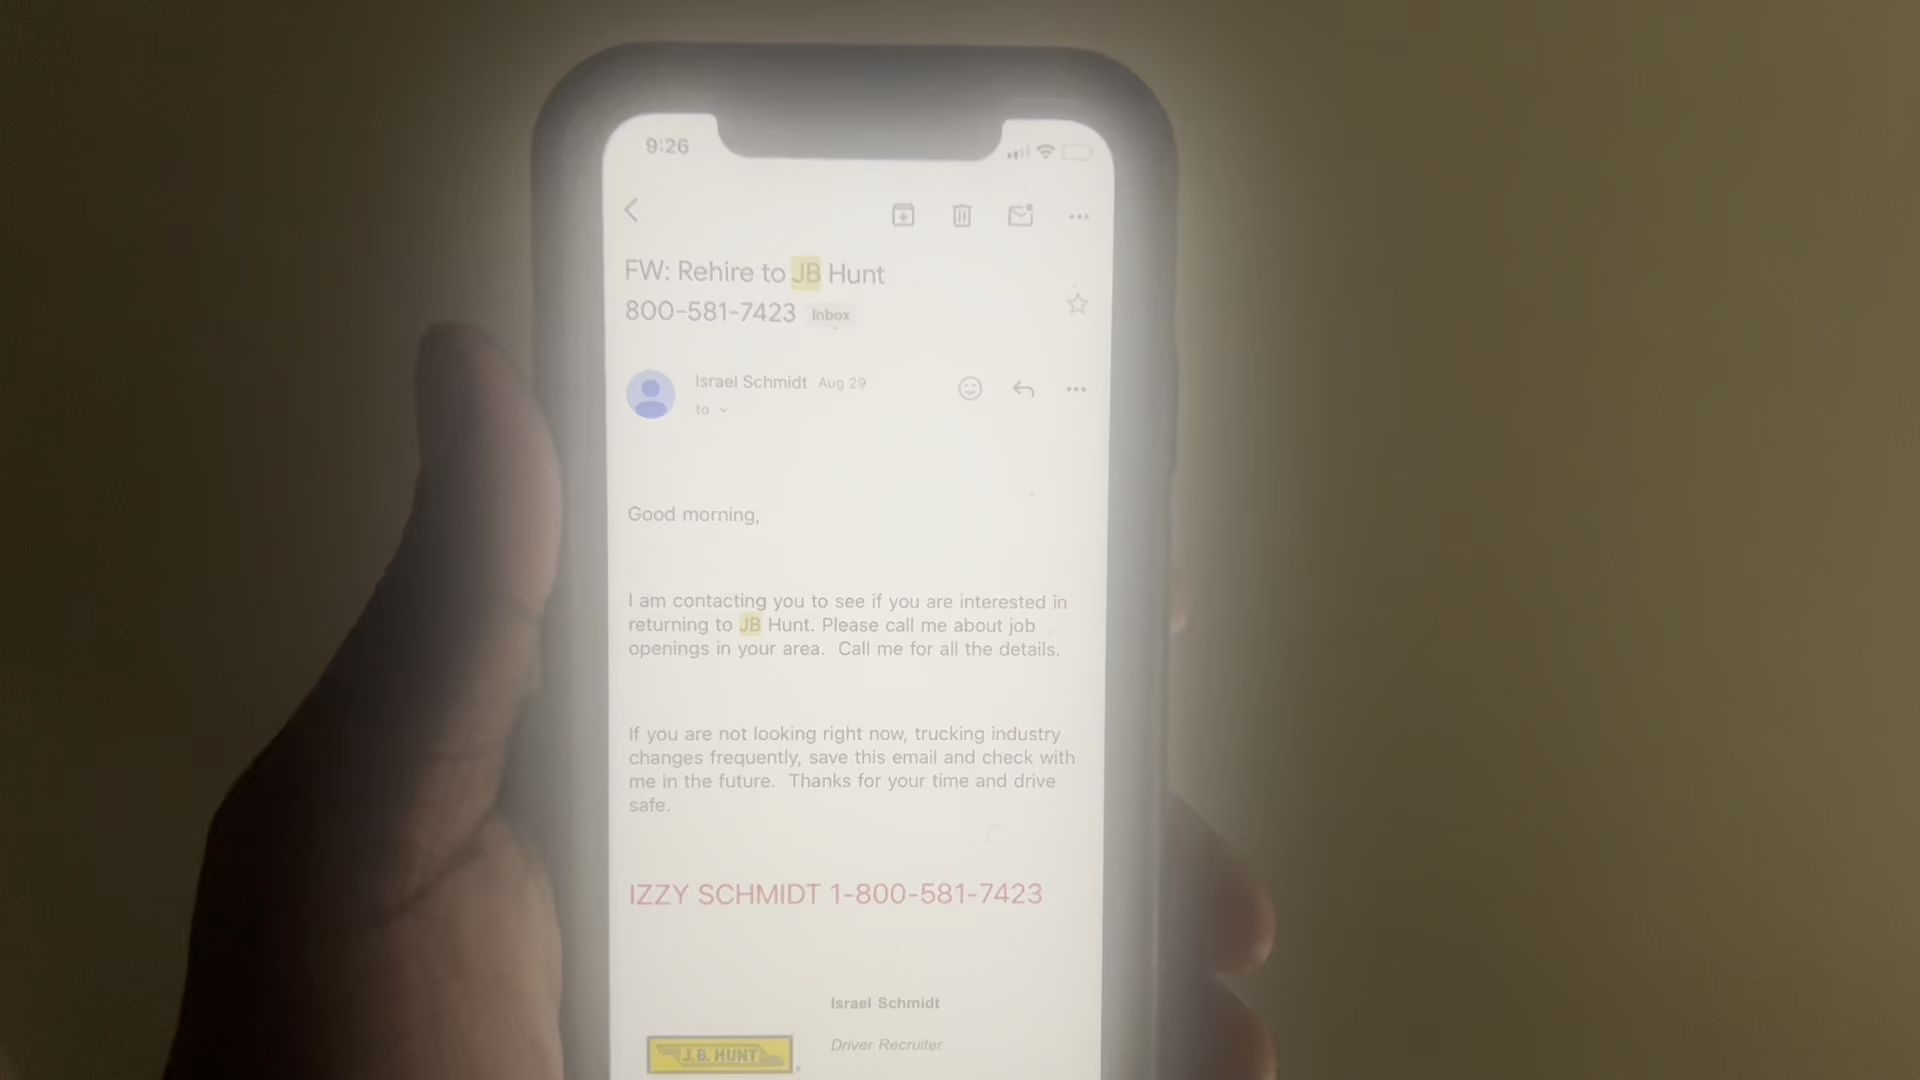 9:26
FW: Rehire to JB Hunt
800-581-7423 Inbox
Israel Schmidt Aug 29
to
Good morning,
I am contacting you to see if you are interested in
returning to JB Hunt. Please call me about job
openings in your area.  Call me for all the details.
If you are not looking right now, trucking industry
changes frequently, save this email and check with
me in the future.  Thanks for your time and drive
safe.
IZZY SCHMIDT 1-800-581-7423
Israel Schmidt
Driver Recruiter
J.B. HUNT